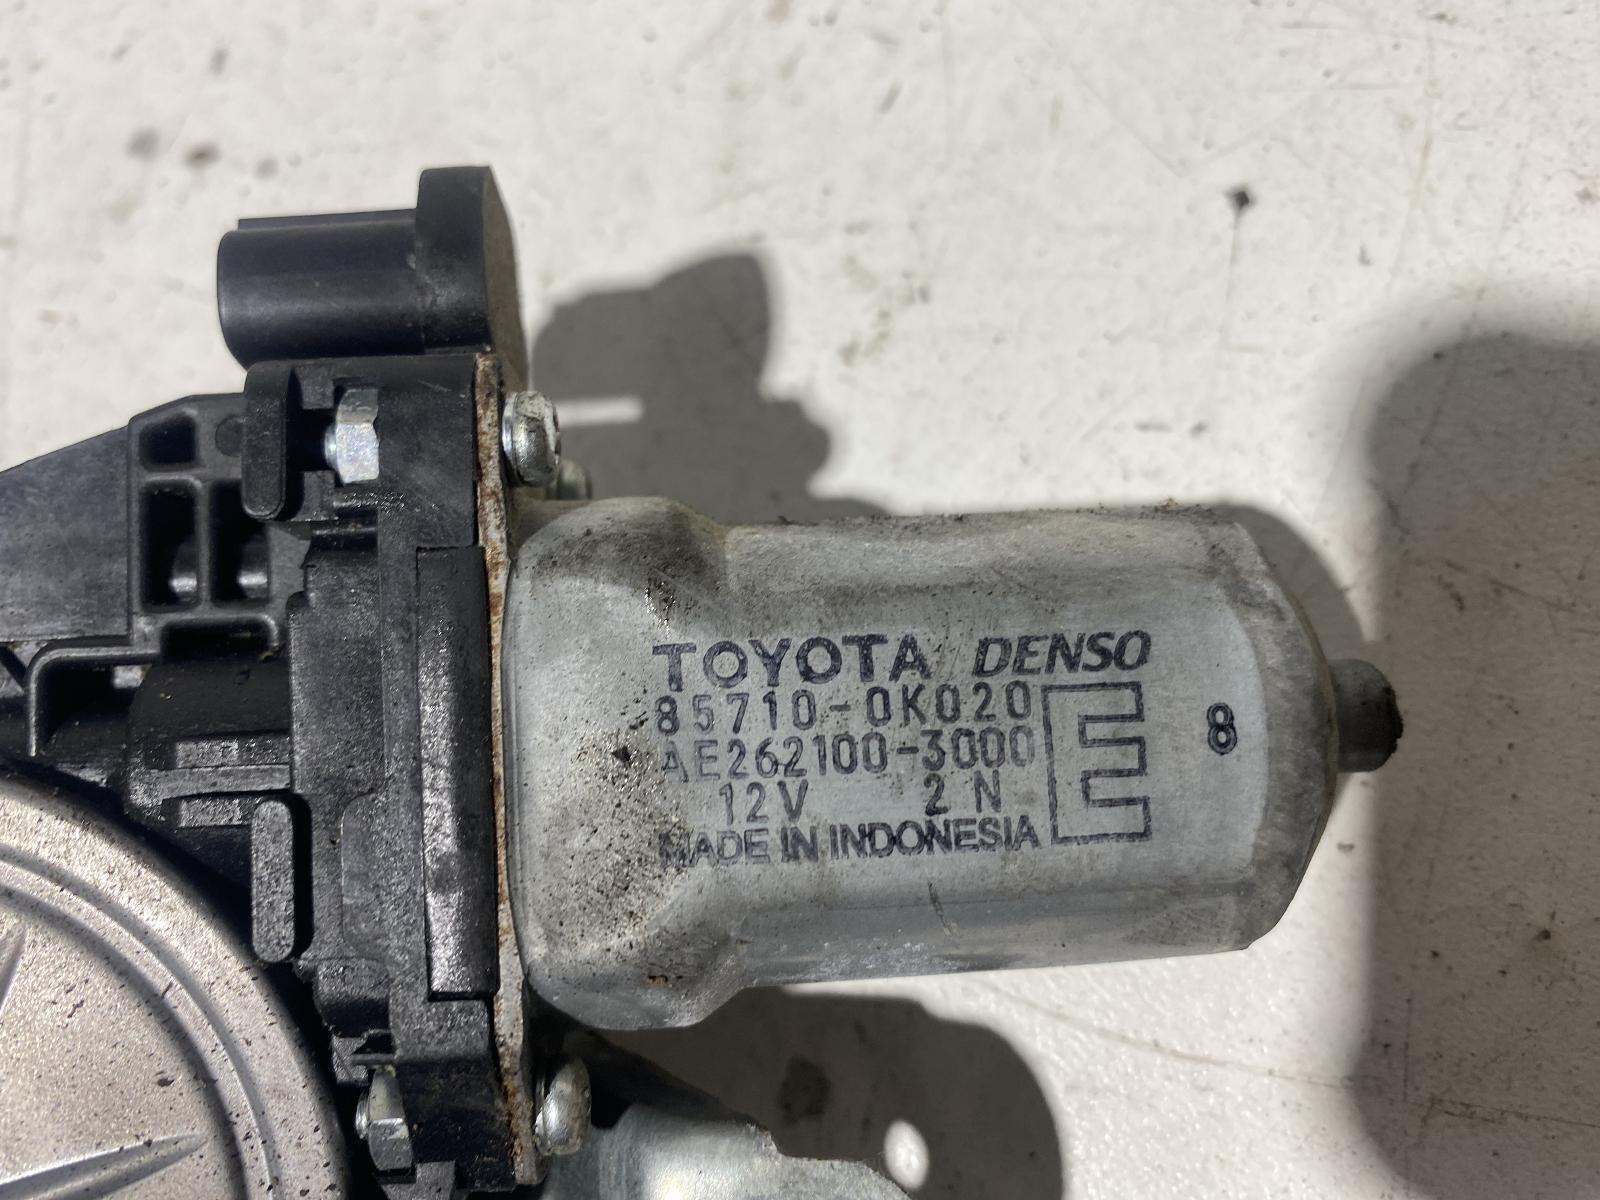 TOYOTA DENSO
85710-0K020
AE262100-3000
12V 2 N
MADE IN INDONESIA
E
8